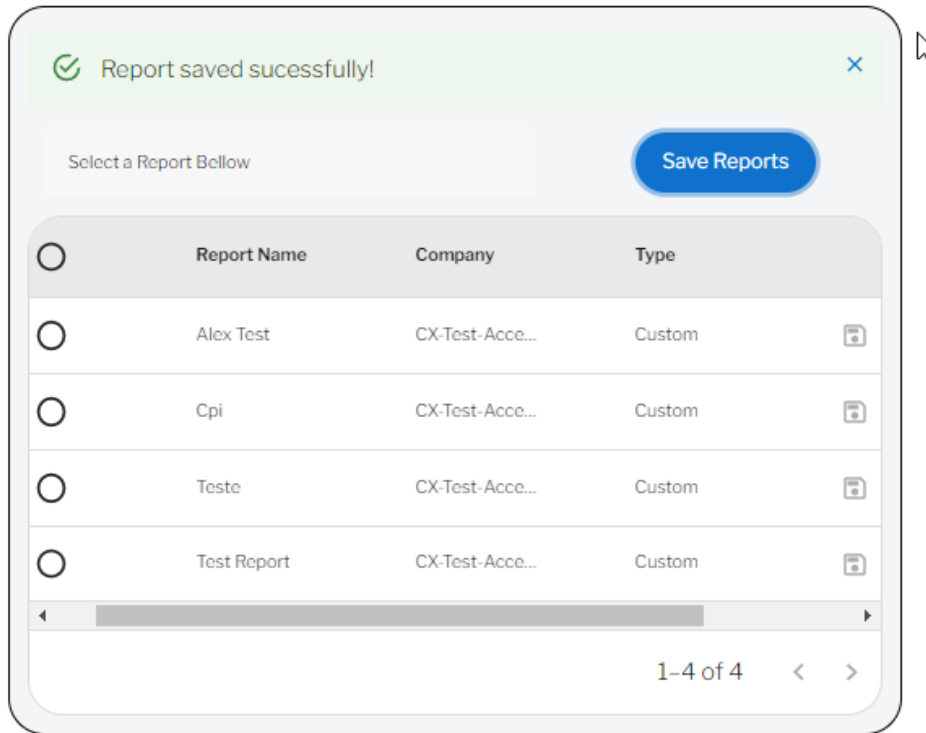 Report saved sucessfully!
Select a Report Bellow
Save Reports
Report Name Company Type
Alex Test CX-Test-Acce... Custom
Cpi CX-Test-Acce... Custom
Teste CX-Test-Acce... Custom
Test Report CX-Test-Acce... Custom
1–4 of 4